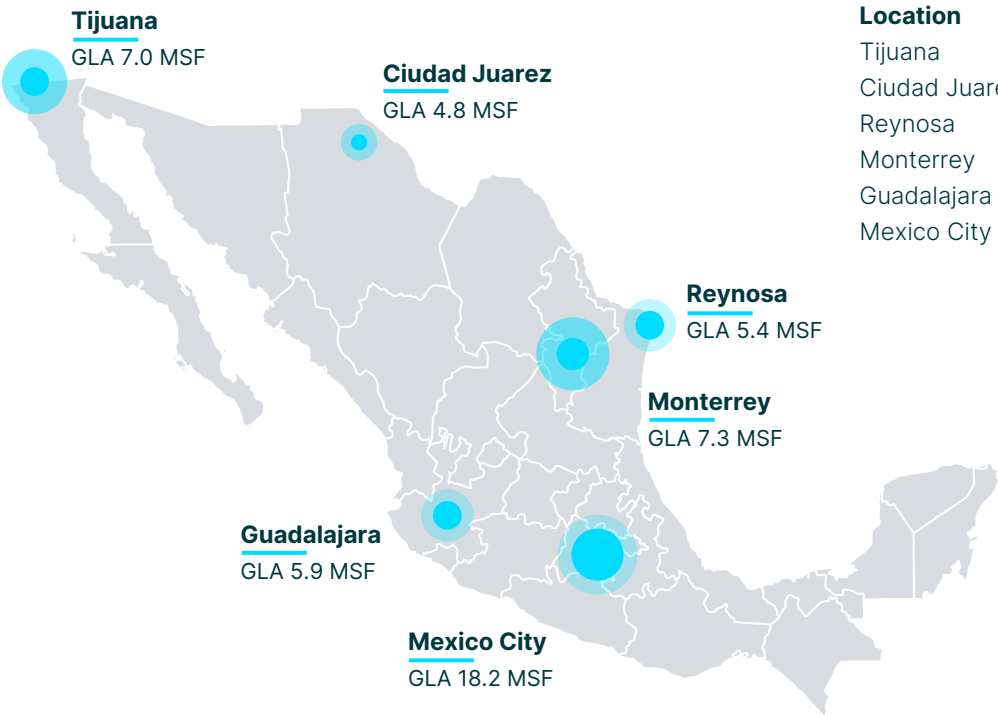 Tijuana
GLA 7.0 MSF
Ciudad Juarez
GLA 4.8 MSF
Reynosa
GLA 5.4 MSF
Monterrey
GLA 7.3 MSF
Guadalajara
GLA 5.9 MSF
Mexico City
GLA 18.2 MSF
Location
Tijuana
Ciudad
Reynosa
Monterrey
Guadalajara
Mexico City